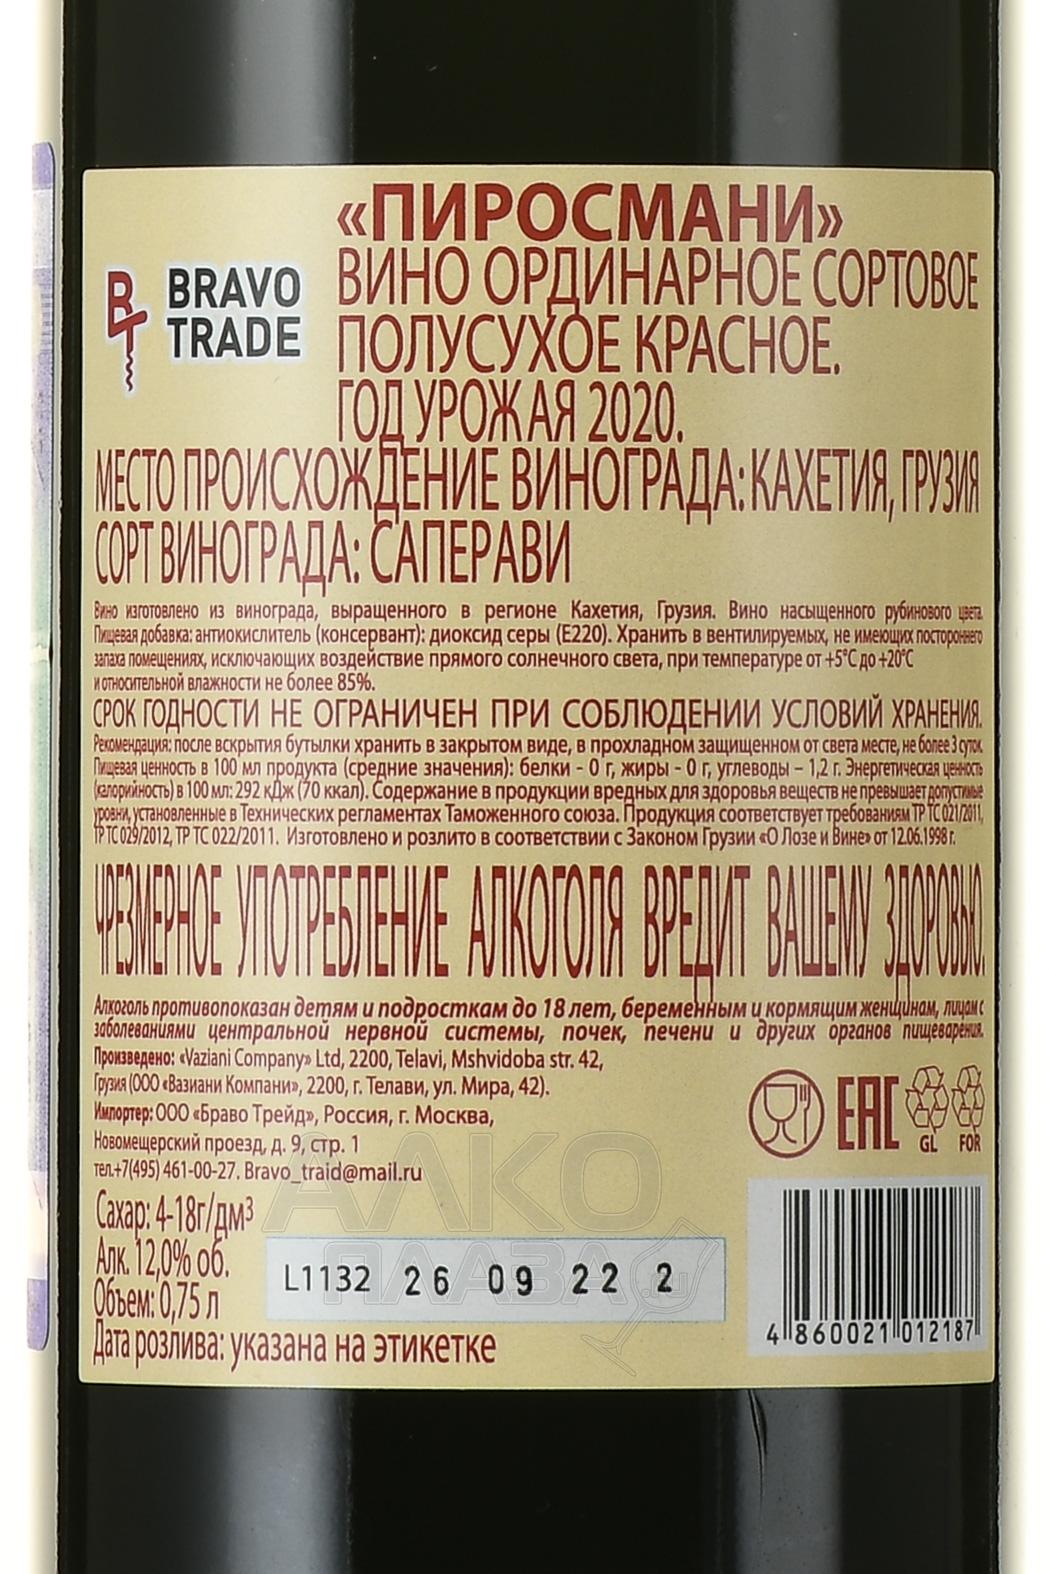 «ПИРОСМАНИ»
BRAVO
TRADE
ВИНО ОРДИНАРНОЕ СОРТОВОЕ
ПОЛУСУХОЕ КРАСНОЕ.
ГОД УРОЖАЯ 2020.
МЕСТО ПРОИСХОЖДЕНИЕ ВИНОГРАДА: КАХЕТИЯ, ГРУЗИЯ
СОРТ ВИНОГРАДА: САПЕРАВИ
Вино изготовлено из винограда, выращенного в регионе Кахетия, Грузия. Вино насыщенного рубинового цвета.
Пищевая добавка: антиокислитель (консервант): диоксид серы (Е220). Хранить в вентилируемых, не имеющих постороннего
запаха помещениях, исключающих воздействие прямого солнечного света, при температуре от +5°С до +20°С
и относительной влажности не более 85%.
СРОК ГОДНОСТИ НЕ ОГРАНИЧЕН ПРИ СОБЛЮДЕНИИ УСЛОВИЙ ХРАНЕНИЯ.
Рекомендация: после вскрытия бутылки хранить в закрытом виде, в прохладном защищенном от света месте, не более 3 суток.
Пищевая ценность в 100 мл продукта (средние значения): белки - 0 г, жиры - 0 г, углеводы – 1,2 г. Энергетическая ценность
(калорийность) в 100 мл: 292 кДж (70 ккал). Содержание в продукции вредных для здоровья веществ не превышает допустимые
уровни, установленные в Технических регламентах Таможенного союза. Продукция соответствует требованиям ТР ТС 021/2011,
ТР ТС 029/2012, ТР ТС 022/2011. Изготовлено и розлито в соответствии с Законом Грузии «О Лозе и Вине» от 12.06.1998 г.
ЧРЕЗМЕРНОЕ УПОТРЕБЛЕНИЕ АЛКОГОЛЯ ВРЕДИТ ВАШЕМУ ЗДОРОВЬЮ.
Алкоголь противопоказан детям и подросткам до 18 лет, беременным и кормящим женщинам, лицам с
заболеваниями центральной нервной системы, почек, печени и других органов пищеварения.
Произведено: «Vaziani Company» Ltd, 2200, Telavi, Mshvidoba str. 42,
Грузия (ООО «Вазиани Компани», 2200, г. Телави, ул. Мира, 42).
Импортер: ООО «Браво Трейд», Россия, г. Москва,
Новомещерский проезд, д. 9, стр. 1
тел.+7(495) 461-00-27. Bravo_traid@mail.ru
EAC
GL
FOR
Сахар: 4-18г/дм³
Алк. 12,0% об.
Объем: 0,75 л
Дата розлива: указана на этикетке
L1132 26 09 22 2
4 860021 012187
АЛКО
ПЛАЗА.ru